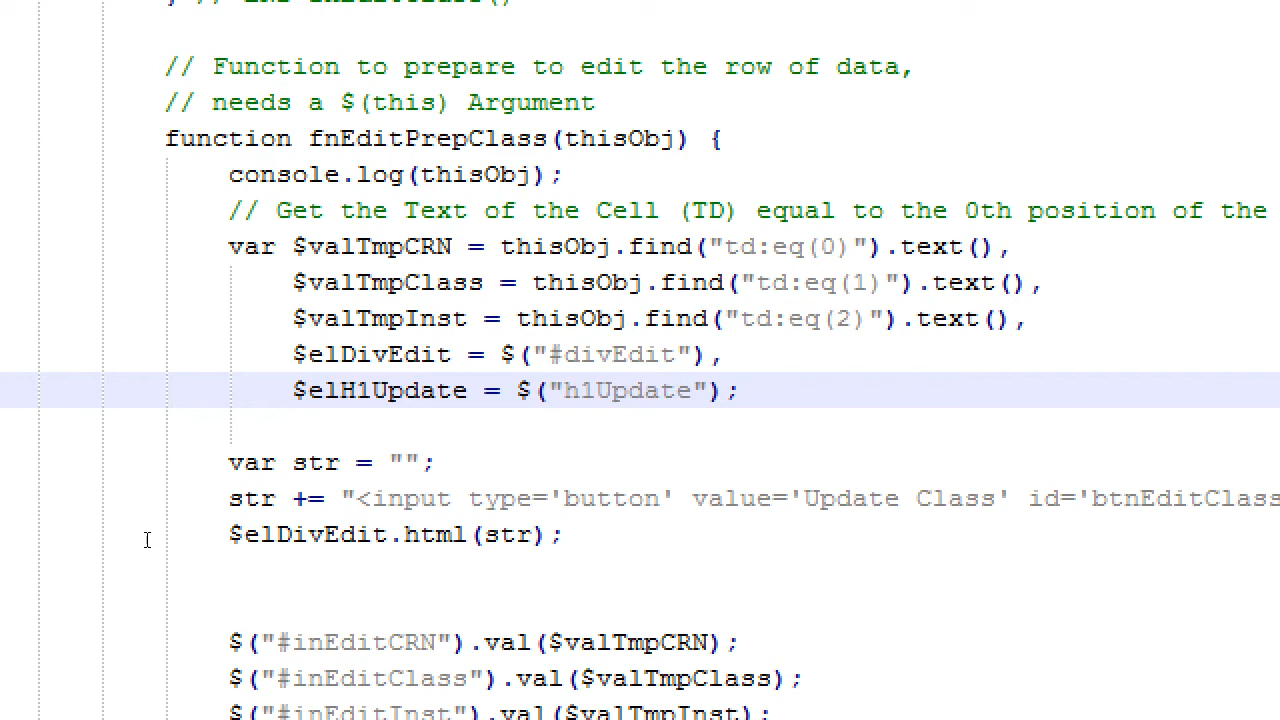 // Function to prepare to edit the row of data,
// needs a $(this) Argument
function fnEditPrepClass(thisObj) {
console.log(thisObj);
// Get the Text of the Cell (TD) equal to the 0th position of the
var $valTmpCRN = thisObj.find("td:eq(0)").text(),
$valTmpClass = thisObj.find("td:eq(1)").text(),
$valTmpInst = thisObj.find("td:eq(2)").text(),
$elDivEdit = $("#divEdit"),
$elH1Update = $("h1Update");
var str = "";
str += "<input type='button' value='Update Class' id='btnEditClass
$elDivEdit.html(str);
$("#inEditCRN").val($valTmpCRN);
$("#inEditClass").val($valTmpClass);
$("#inEditInst").val($valTmpInst);